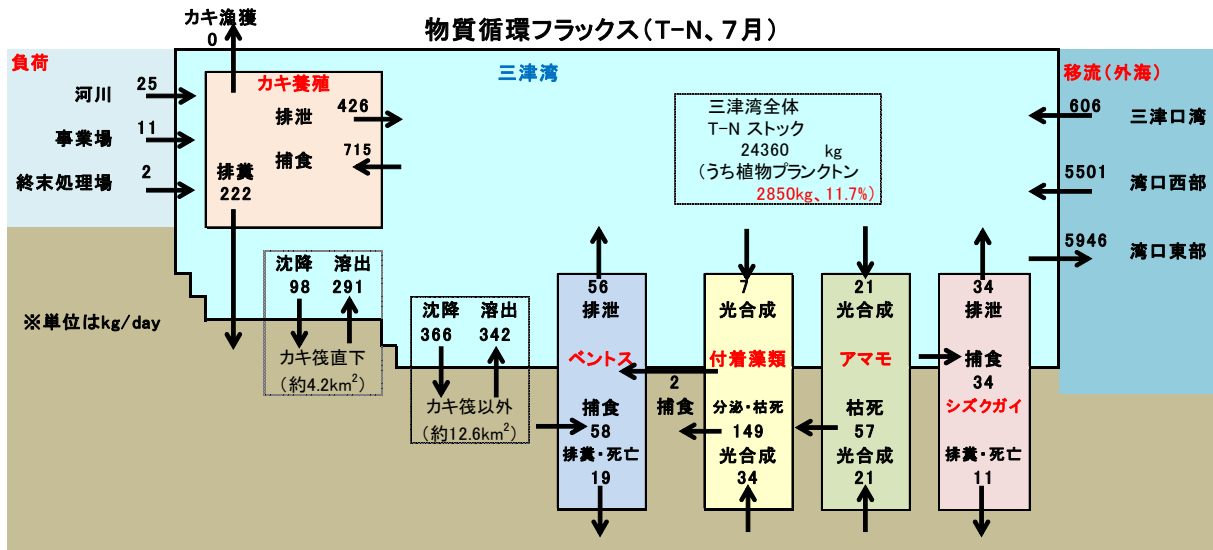 物質循環フラックス（T-N、７月）
カキ漁獲
0
負荷
河川
25
事業場
11
終末処理場
2
カキ養殖
排泄
426
捕食
715
排糞
222
三津湾
三津湾全体
T-N ストック
24360 kg
（うち植物プランクトン
2850kg、11.7%）
移流（外海）
606
三津口湾
5501
湾口西部
5946
湾口東部
※単位はkg/day
沈降 溶出
98 291
カキ筏直下
（約4.2km²）
沈降 溶出
366 342
カキ筏以外
（約12.6km²）
56
排泄
ベントス
捕食
58
排糞・死亡
19
2
捕食
7
光合成
付着藻類
分泌・枯死
149
光合成
34
21
光合成
アマモ
枯死
57
光合成
21
34
排泄
捕食
34
シズクガイ
排糞・死亡
11